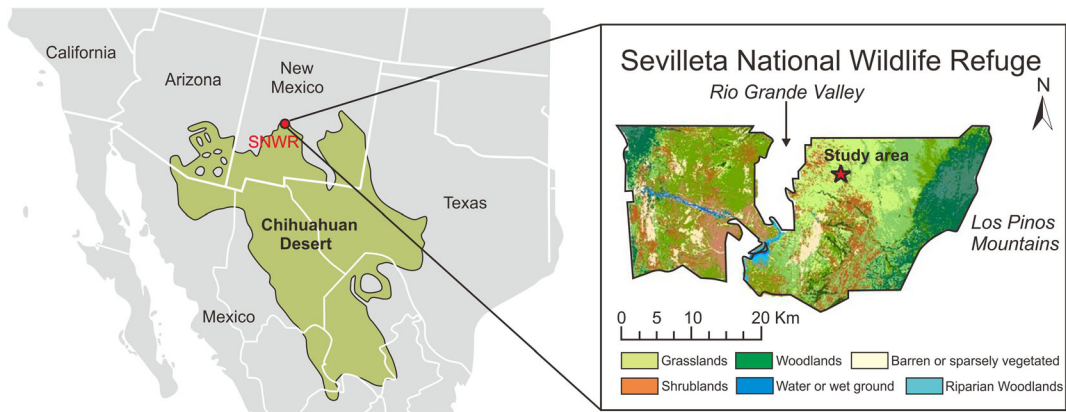 California
Arizona
New
Mexico
SNWR
Texas
Chihuahuan
Desert
Mexico
Sevilleta National Wildlife Refuge
Rio Grande Valley
N
Study area
Los Pinos
Mountains
0 5 10 20 Km
Grasslands Woodlands Barren or sparsely vegetated
Shrublands Water or wet ground Riparian Woodlands